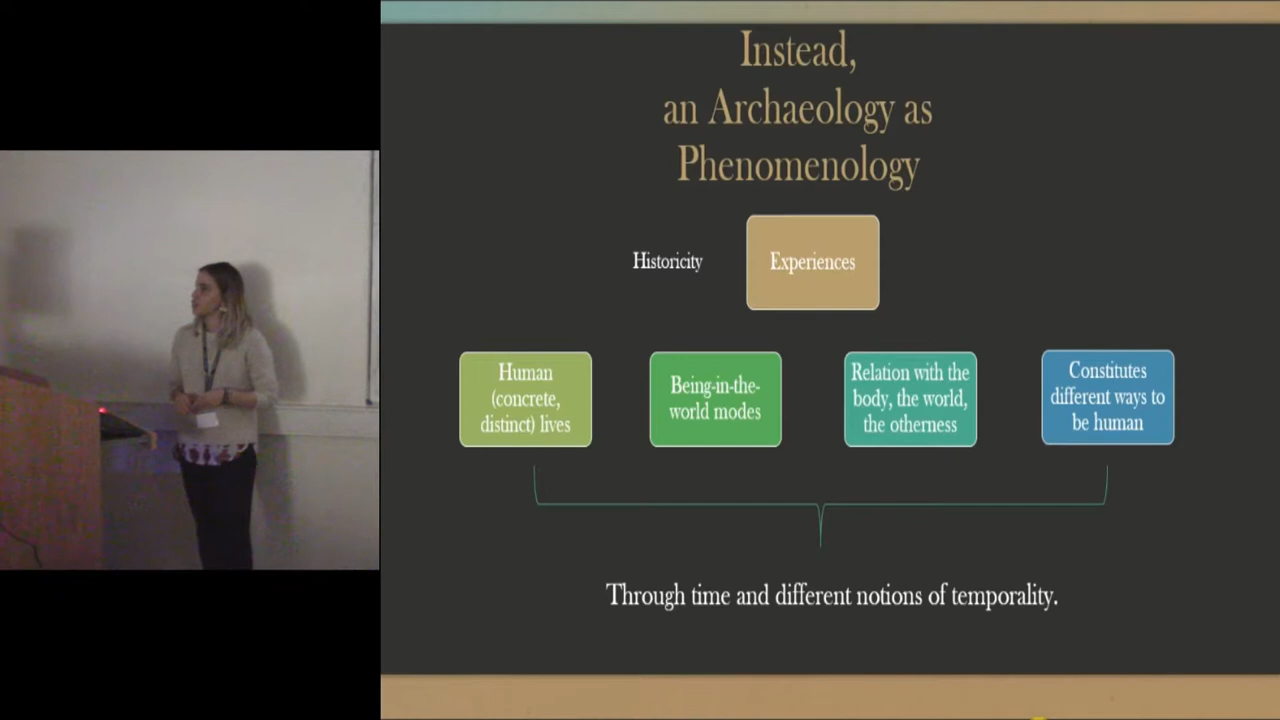 Instead,
an Archaeology as
Phenomenology
Historicity
Experiences
Human
(concrete,
distinct) lives
Being-in-the-
world modes
Relation with the
body, the world,
the otherness
Constitutes
different ways to
be human
Through time and different notions of temporality.